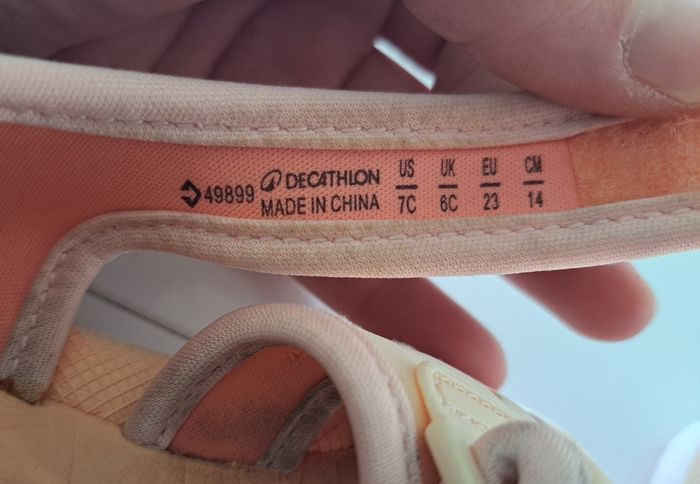 49899 DECATHLON
MADE IN CHINA
US UK EU CM
7C 6C 23 14